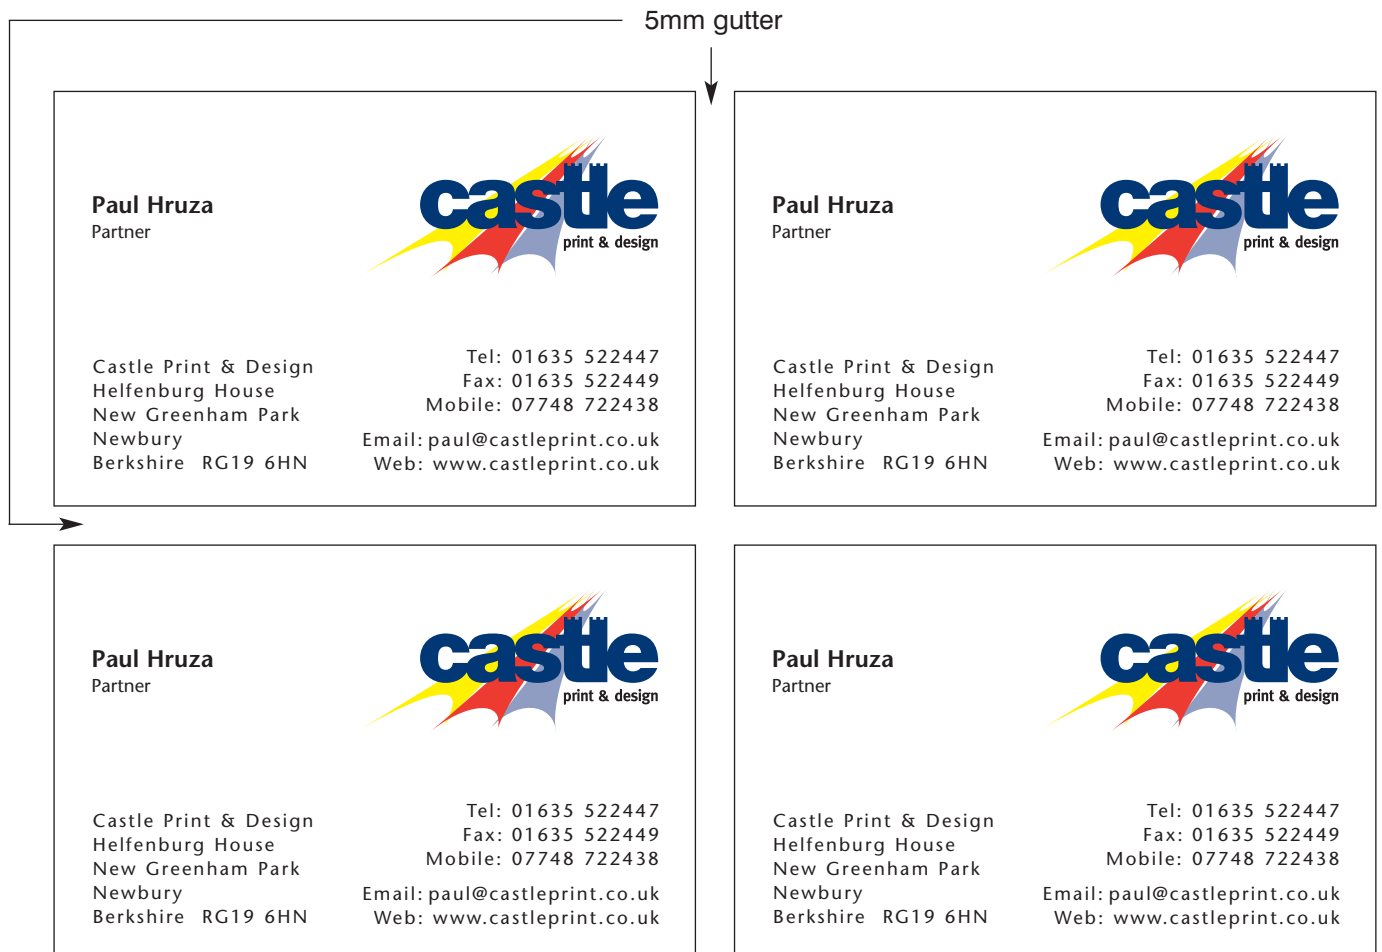 5mm gutter
Paul Hruza
Partner
castle
print & design
Castle Print & Design
Helfenburg House
New Greenham Park
Newbury
Berkshire RG19 6HN
Tel: 01635 522447
Fax: 01635 522449
Mobile: 07748 722438
Email: paul@castleprint.co.uk
Web: www.castleprint.co.uk
Paul Hruza
Partner
castle
print & design
Castle Print & Design
Helfenburg House
New Greenham Park
Newbury
Berkshire RG19 6HN
Tel: 01635 522447
Fax: 01635 522449
Mobile: 07748 722438
Email: paul@castleprint.co.uk
Web: www.castleprint.co.uk
Paul Hruza
Partner
castle
print & design
Castle Print & Design
Helfenburg House
New Greenham Park
Newbury
Berkshire RG19 6HN
Tel: 01635 522447
Fax: 01635 522449
Mobile: 07748 722438
Email: paul@castleprint.co.uk
Web: www.castleprint.co.uk
Paul Hruza
Partner
castle
print & design
Castle Print & Design
Helfenburg House
New Greenham Park
Newbury
Berkshire RG19 6HN
Tel: 01635 522447
Fax: 01635 522449
Mobile: 07748 722438
Email: paul@castleprint.co.uk
Web: www.castleprint.co.uk